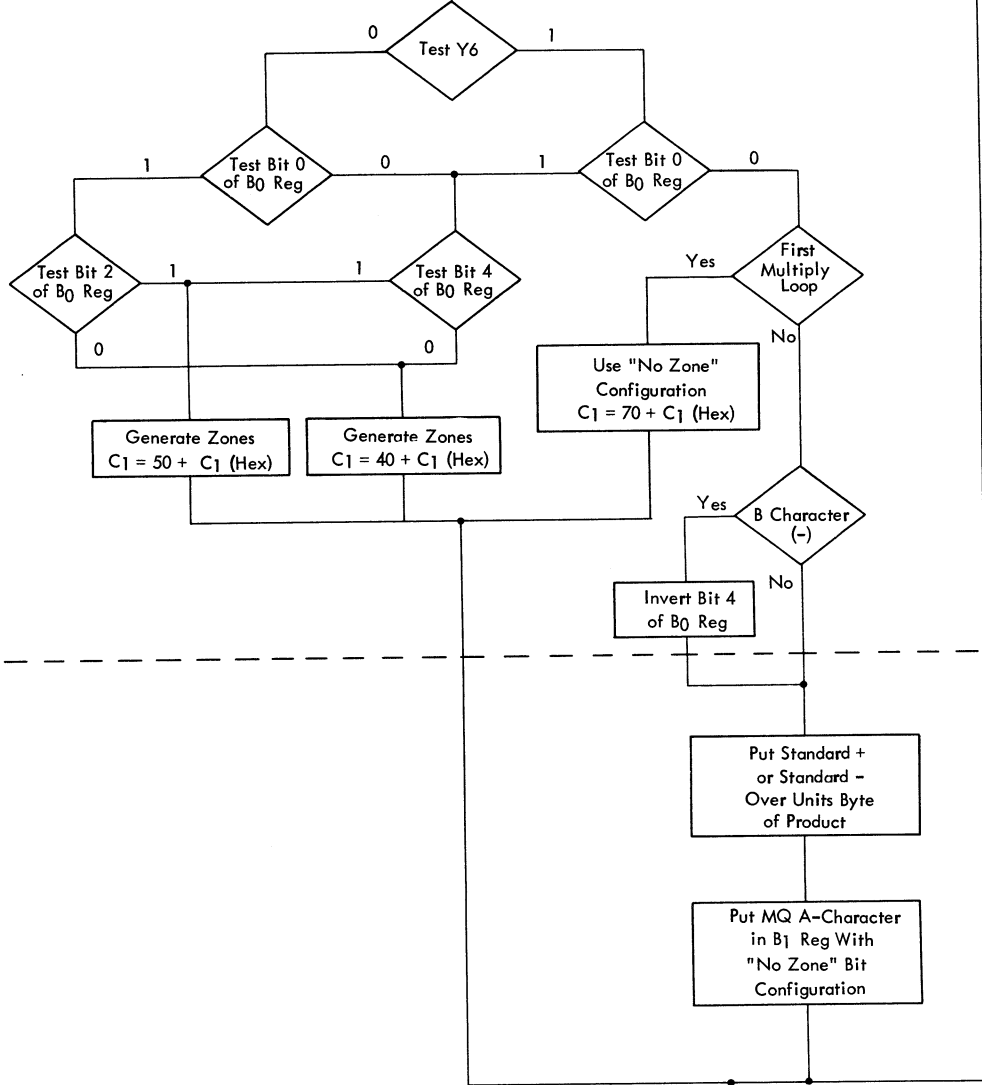 0
Test Y6
1
1
Test Bit 0
of B0 Reg
0
1
Test Bit 0
of B0 Reg
0
Test Bit 2
of B0 Reg
1
1
Test Bit 4
of B0 Reg
Yes
First
Multiply
Loop
No
0
0
Use "No Zone"
Configuration
C1 = 70 + C1 (Hex)
Generate Zones
C1 = 50 + C1 (Hex)
Generate Zones
C1 = 40 + C1 (Hex)
Yes
B Character
(-)
No
Invert Bit 4
of B0 Reg
Put Standard +
or Standard -
Over Units Byte
of Product
Put MQ A-Character
in B1 Reg With
"No Zone" Bit
Configuration